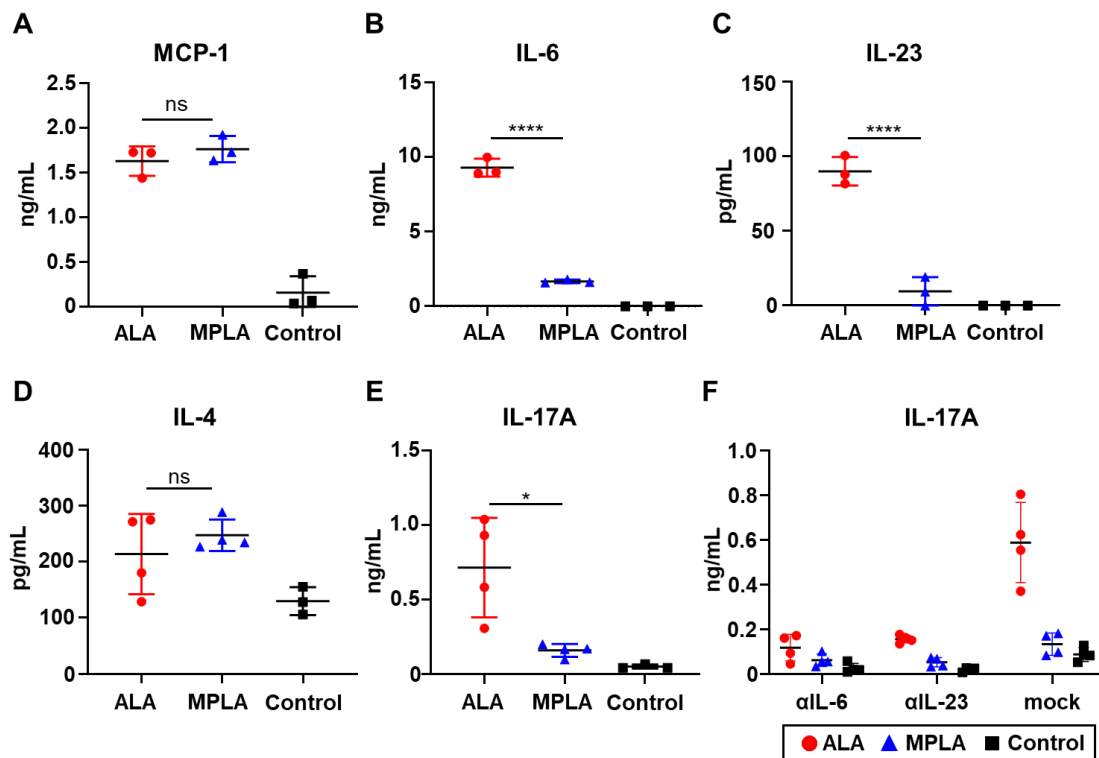 A
MCP-1
ng/mL
2.5
2.0
1.5
1.0
0.5
0
ns
ALA MPLA Control
B
IL-6
ng/mL
15
10
5
0
****
ALA MPLA Control
C
IL-23
pg/mL
150
100
50
0
****
ALA MPLA Control
D
IL-4
pg/mL
400
300
200
100
0
ns
ALA MPLA Control
E
IL-17A
ng/mL
1.5
1.0
0.5
0
*
ALA MPLA Control
F
IL-17A
ng/mL
1.0
0.8
0.6
0.4
0.2
0
αIL-6 αIL-23 mock
ALA MPLA Control